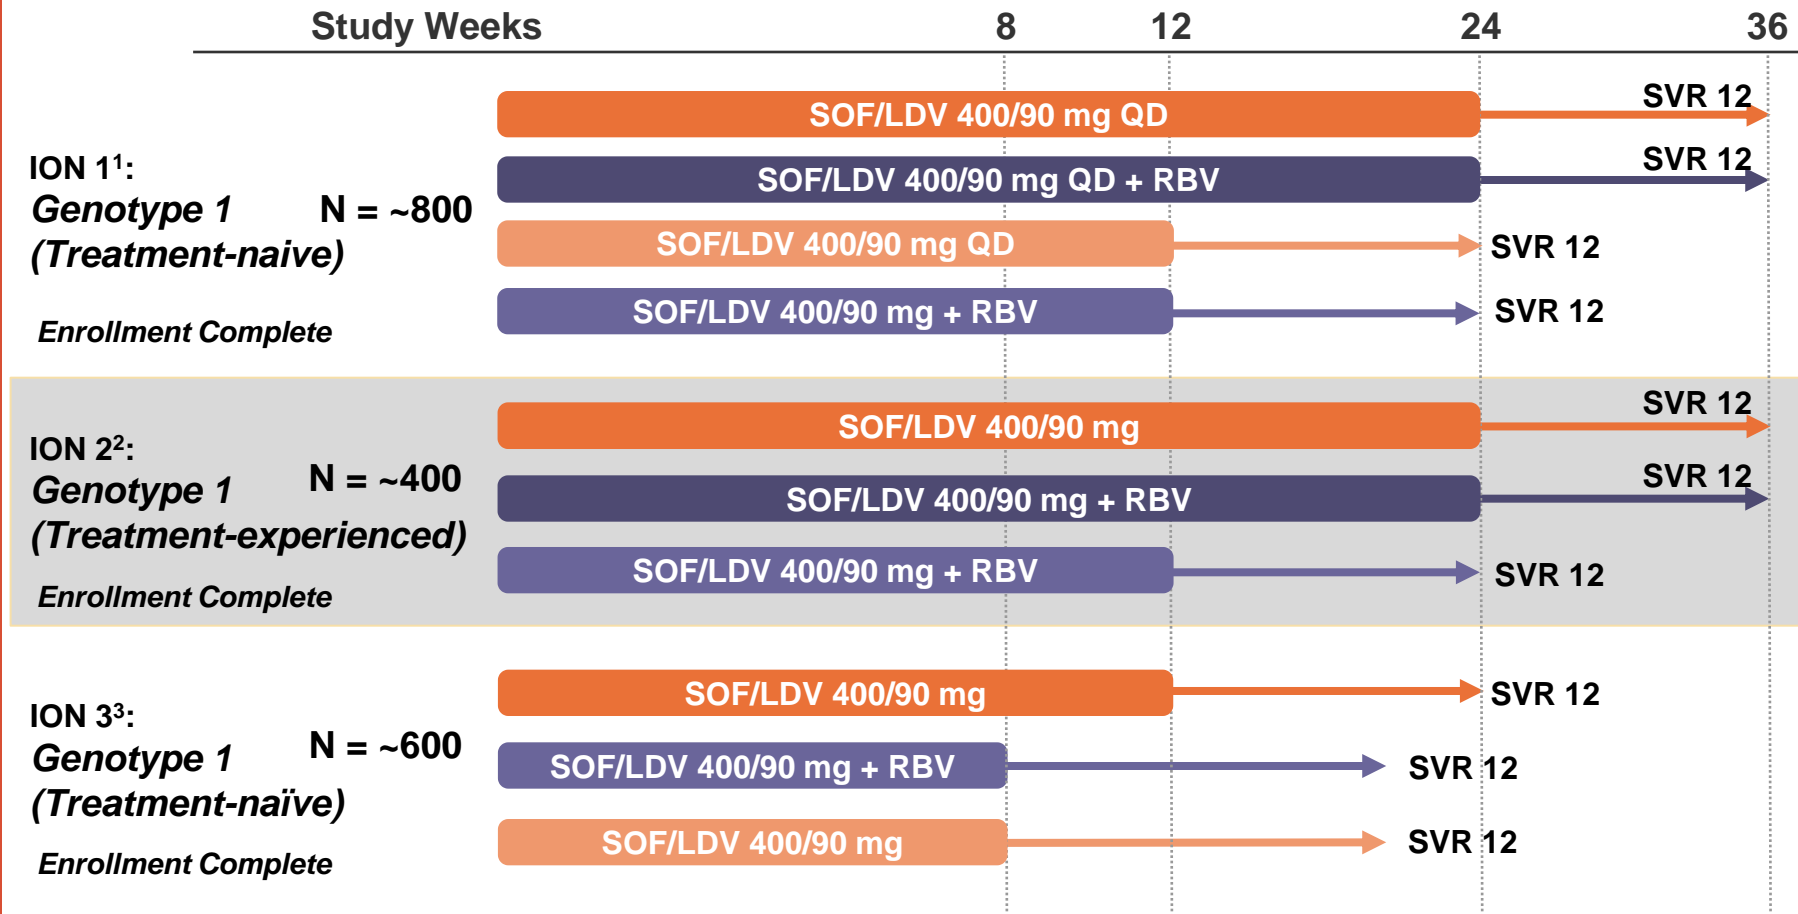 Study Weeks 8 12 24 36
SOF/LDV 400/90 mg QD SVR 12
ION 1¹:
Genotype 1
(Treatment-naive)
N = ~800
SOF/LDV 400/90 mg QD + RBV SVR 12
SOF/LDV 400/90 mg QD SVR 12
SOF/LDV 400/90 mg + RBV SVR 12
Enrollment Complete
SOF/LDV 400/90 mg SVR 12
ION 2²:
Genotype 1
(Treatment-experienced)
N = ~400
SOF/LDV 400/90 mg + RBV SVR 12
SOF/LDV 400/90 mg + RBV SVR 12
Enrollment Complete
SOF/LDV 400/90 mg SVR 12
ION 3³:
Genotype 1
(Treatment-naïve)
N = ~600
SOF/LDV 400/90 mg + RBV SVR 12
SOF/LDV 400/90 mg SVR 12
Enrollment Complete